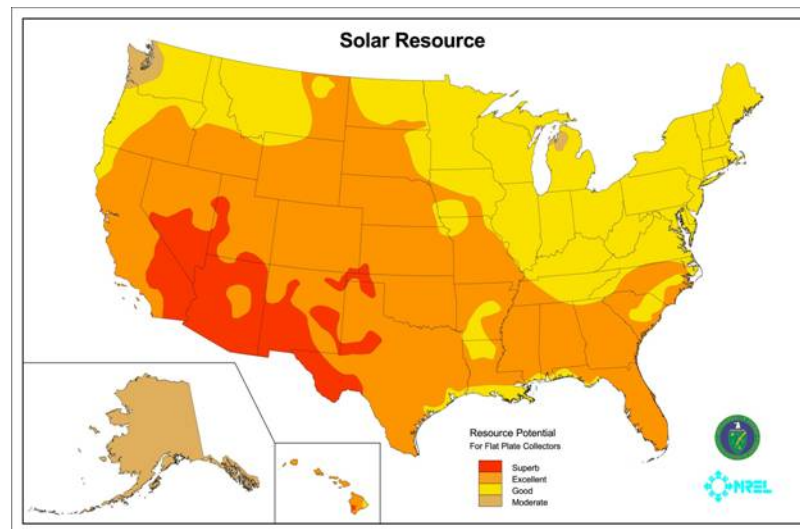 Solar Resource
Resource Potential
For Flat Plate Collectors
Superb
Excellent
Good
Moderate
NREL